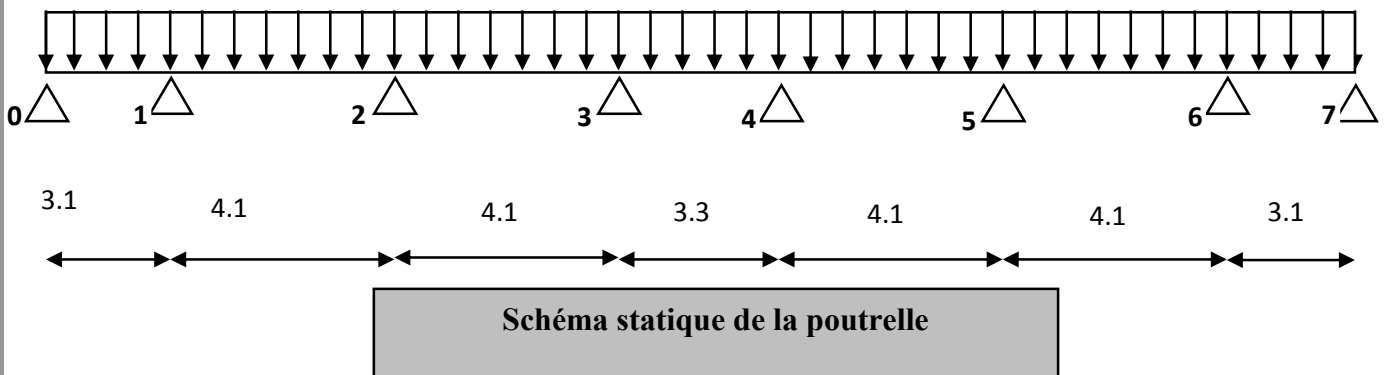 0 1 2 3 4 5 6 7
3.1 4.1 4.1 3.3 4.1 4.1 3.1
Schéma statique de la poutrelle